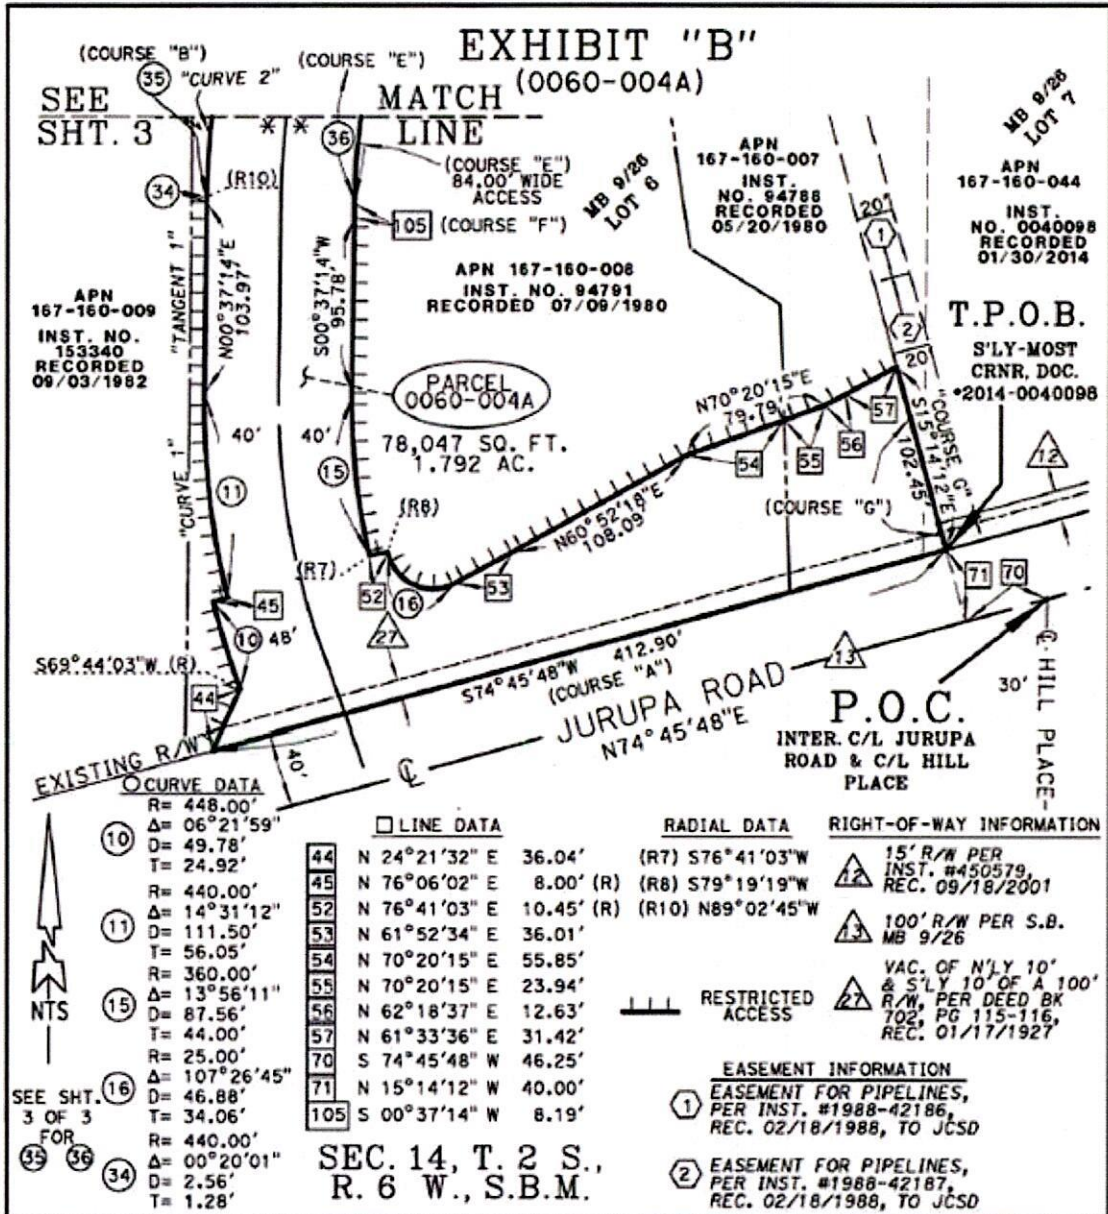 EXHIBIT "B"
(0060-004A)
(COURSE "B")
35 "CURVE 2"
(COURSE "E")
SEE
SHT. 3
MATCH
LINE
* *
36
(COURSE "E")
84.00' WIDE
ACCESS
34
(R10)
105 (COURSE "F")
MB 9/26
LOT 6
APN
167-160-007
INST.
NO. 94788
RECORDED
05/20/1980
MB 9/26
LOT 7
APN
167-160-044
INST.
NO. 0040098
RECORDED
01/30/2014
20'
1
2
APN
167-160-009
INST. NO.
153340
RECORDED
09/03/1982
"TANGENT 1"
N00°37'14"E
103.97'
S00°37'14"W
95.78'
APN 167-160-008
INST. NO. 94791
RECORDED 07/09/1980
PARCEL
0060-004A
78,047 SQ. FT.
1.792 AC.
T.P.O.B.
S'LY-MOST
CRNR, DOC.
*2014-0040098
20'
N70°20'15"E
79.79'
57
56
55
54
"COURSE G"
S15°14'12"E
102.45'
(COURSE "G")
12
40'
40'
15
11
"CURVE 1"
(R8)
(R7)
N60°52'18"E
108.09'
52
16
53
45
10
48'
27
71
70
S69°44'03"W (R)
44
S74°45'48"W 412.90'
(COURSE "A")
13
JURUPA ROAD
N74°45'48"E
P.O.C.
INTER. C/L JURUPA
ROAD & C/L HILL
PLACE
30'
℄ HILL PLACE
EXISTING R/W
40'
℄
CURVE DATA
10
R= 448.00'
Δ= 06°21'59"
D= 49.78'
T= 24.92'
11
R= 440.00'
Δ= 14°31'12"
D= 111.50'
T= 56.05'
15
R= 360.00'
Δ= 13°56'11"
D= 87.56'
T= 44.00'
16
R= 25.00'
Δ= 107°26'45"
D= 46.88'
T= 34.06'
34
R= 440.00'
Δ= 00°20'01"
D= 2.56'
T= 1.28'
NTS
SEE SHT.
3 OF 3
FOR
35 36
LINE DATA
44 N 24°21'32" E 36.04'
45 N 76°06'02" E 8.00' (R)
52 N 76°41'03" E 10.45' (R)
53 N 61°52'34" E 36.01'
54 N 70°20'15" E 55.85'
55 N 70°20'15" E 23.94'
56 N 62°18'37" E 12.63'
57 N 61°33'36" E 31.42'
70 S 74°45'48" W 46.25'
71 N 15°14'12" W 40.00'
105 S 00°37'14" W 8.19'
SEC. 14, T. 2 S.,
R. 6 W., S.B.M.
RADIAL DATA
(R7) S76°41'03"W
(R8) S79°19'19"W
(R10) N89°02'45"W
RESTRICTED
ACCESS
RIGHT-OF-WAY INFORMATION
12 15' R/W PER
INST. #450579,
REC. 09/18/2001
13 100' R/W PER S.B.
MB 9/26
27 VAC. OF N'LY 10'
& S'LY 10' OF A 100'
R/W, PER DEED BK
702, PG 115-116,
REC. 01/17/1927
EASEMENT INFORMATION
1 EASEMENT FOR PIPELINES,
PER INST. #1988-42186,
REC. 02/18/1988, TO JCSD
2 EASEMENT FOR PIPELINES,
PER INST. #1988-42187,
REC. 02/18/1988, TO JCSD